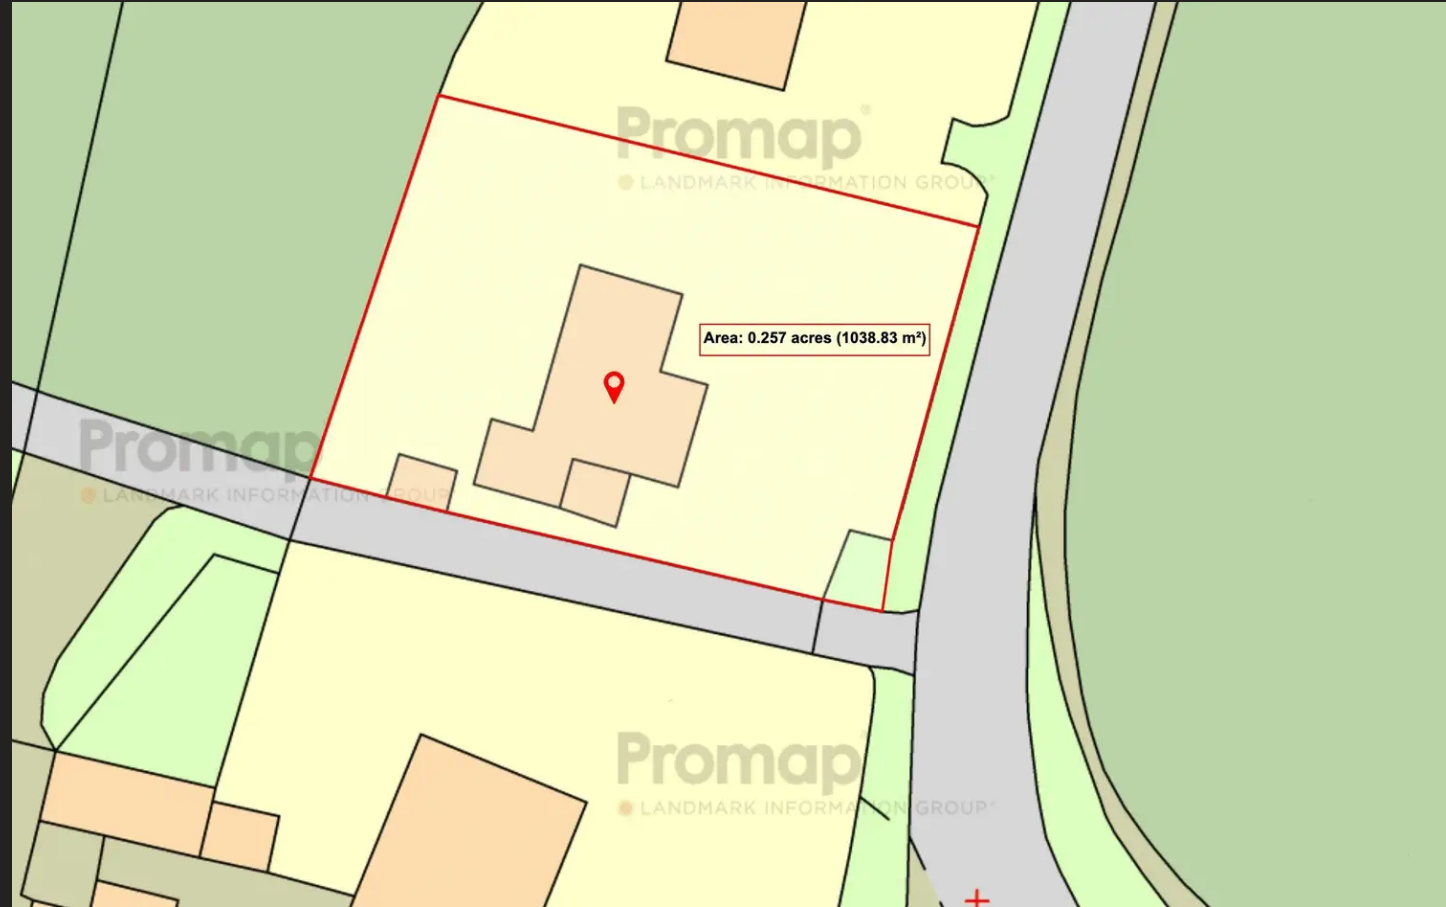 Promap®
LANDMARK INFORMATION GROUP®
Area: 0.257 acres (1038.83 m²)
Promap
LANDMARK INFORMATION GROUP
Promap
LANDMARK INFORMATION GROUP®